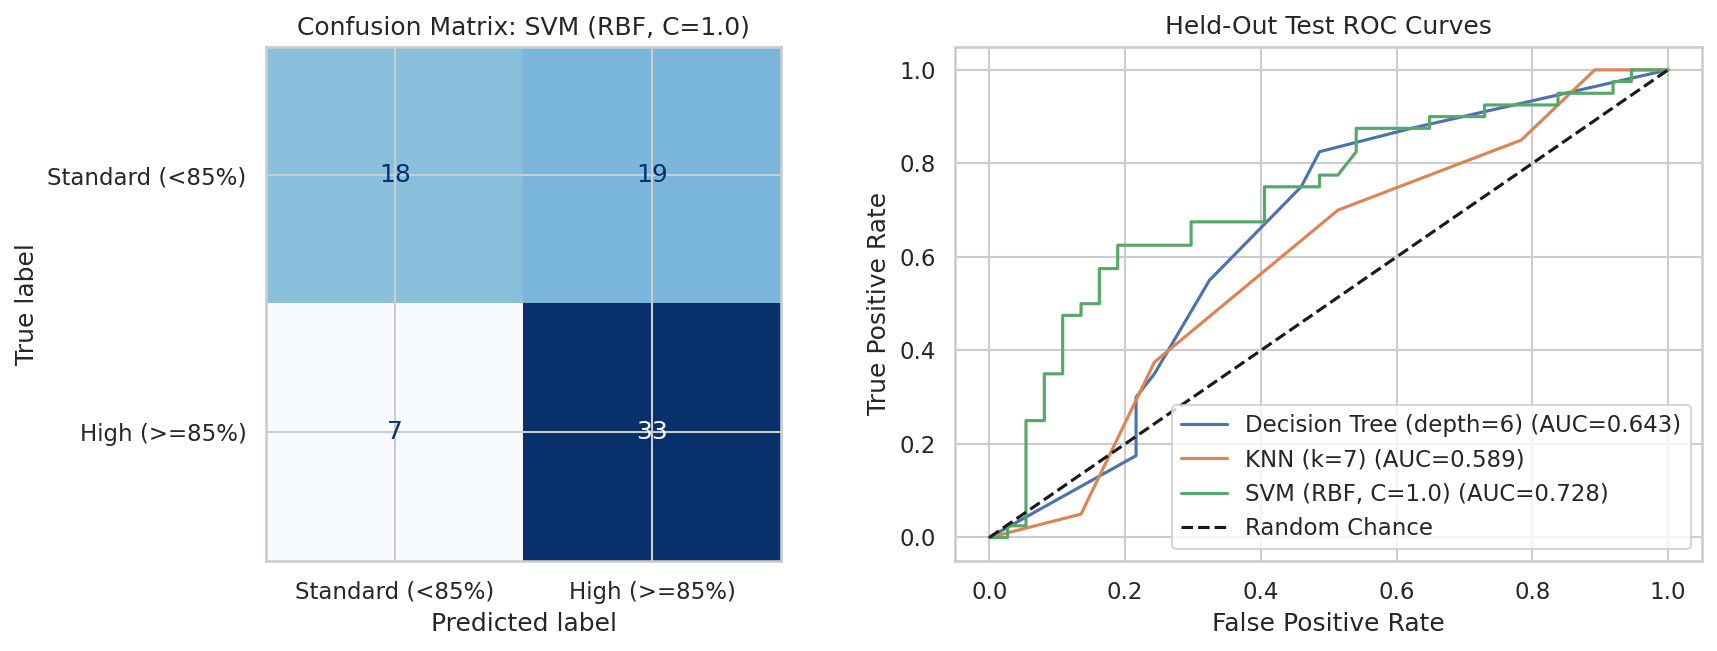 Confusion Matrix: SVM (RBF, C=1.0)
True label
Standard (<85%)
High (>=85%)
18
19
7
33
Standard (<85%)
High (>=85%)
Predicted label
Held-Out Test ROC Curves
True Positive Rate
1.0
0.8
0.6
0.4
0.2
0.0
Decision Tree (depth=6) (AUC=0.643)
KNN (k=7) (AUC=0.589)
SVM (RBF, C=1.0) (AUC=0.728)
Random Chance
0.0
0.2
0.4
0.6
0.8
1.0
False Positive Rate